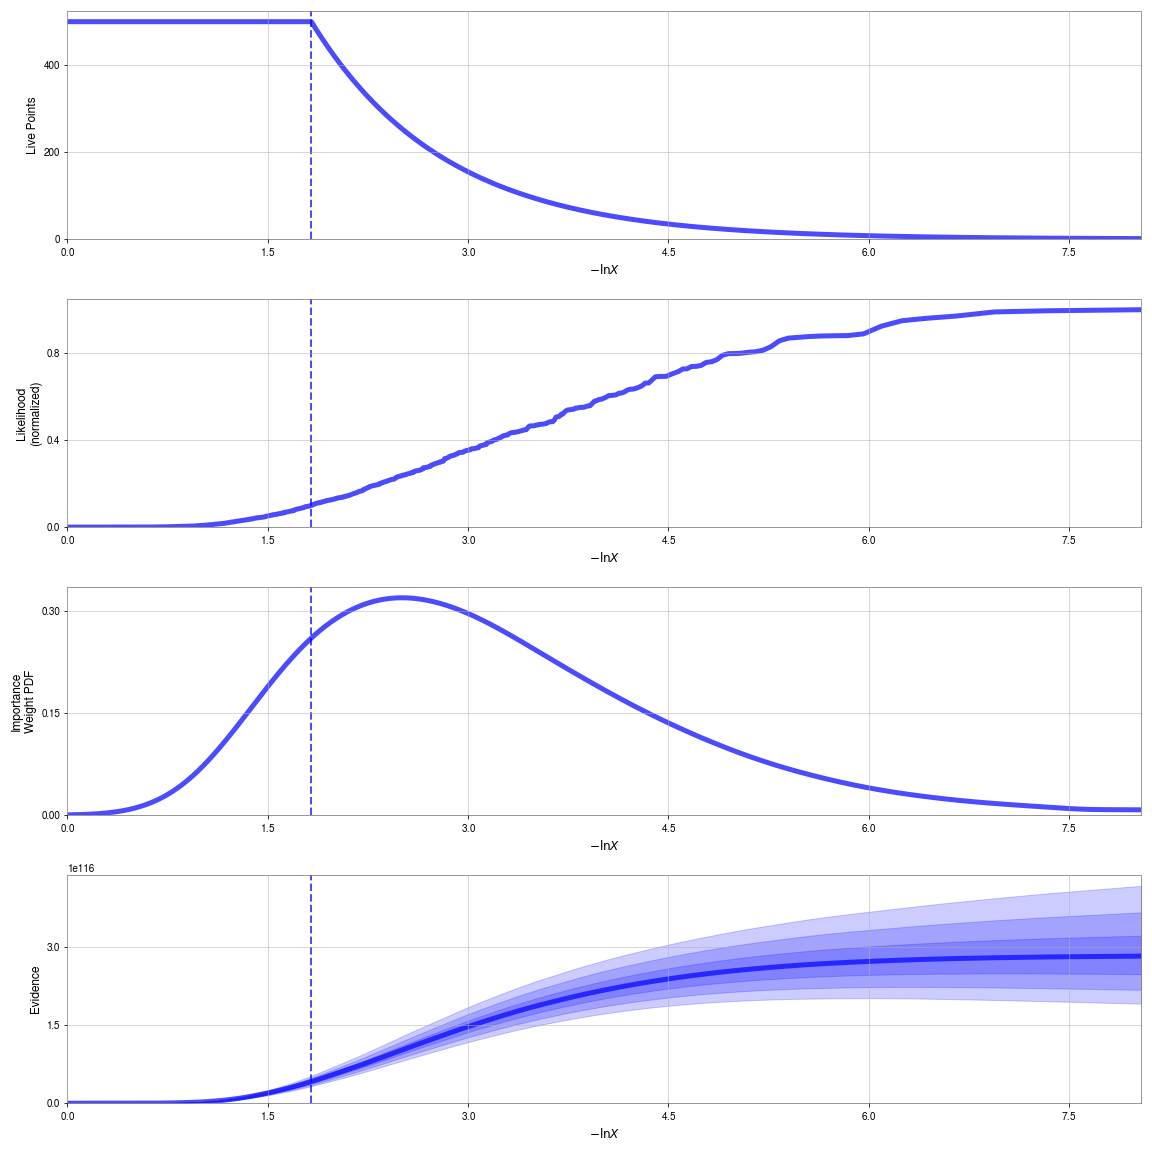 400
200
0
Live Points
0.0 1.5 3.0 4.5 6.0 7.5
−lnX
0.8
0.4
0.0
Likelihood
(normalized)
0.0 1.5 3.0 4.5 6.0 7.5
−lnX
0.30
0.15
0.00
Importance
Weight PDF
0.0 1.5 3.0 4.5 6.0 7.5
−lnX
1e116
3.0
1.5
0.0
Evidence
0.0 1.5 3.0 4.5 6.0 7.5
−lnX